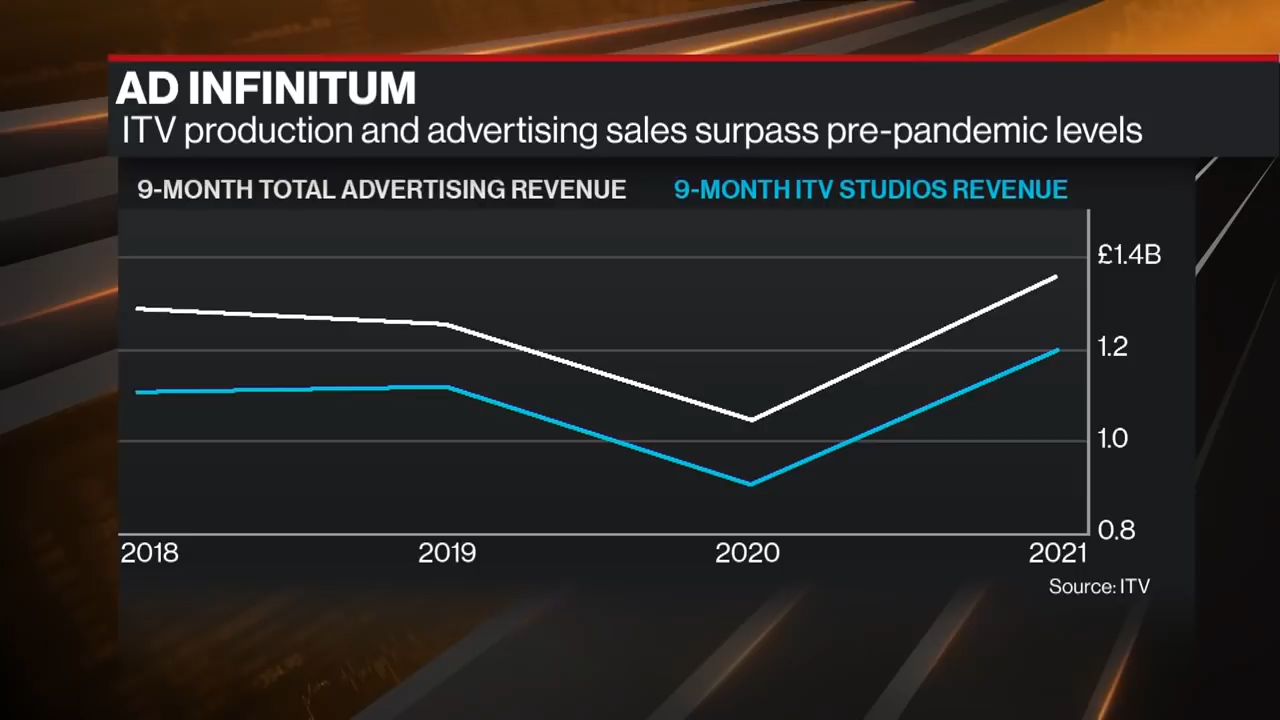 AD INFINITUM
ITV production and advertising sales surpass pre-pandemic levels
9-MONTH TOTAL ADVERTISING REVENUE 9-MONTH ITV STUDIOS REVENUE
£1.4B
1.2
1.0
0.8
2018 2019 2020 2021
Source: ITV